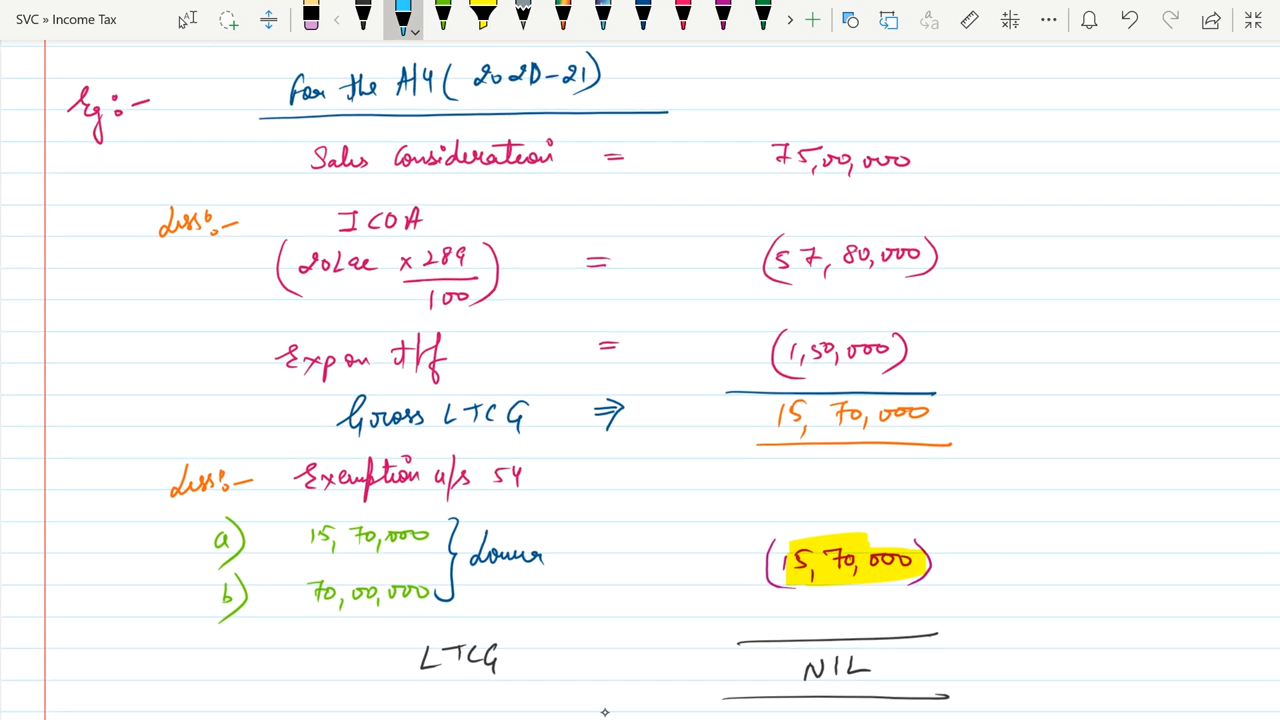 SVC » Income Tax
Eg:- For the A/Y ( 2020-21)
Sales Consideration = 75,00,000
Less:- ICOA
(20Lac × 289/100) = (57,80,000)
Exp on t/f = (1,50,000)
Gross LTCG ⇒ 15,70,000
Less:- Exemption u/s 54
a) 15,70,000
b) 70,00,000 } Lower (15,70,000)
LTCG NIL